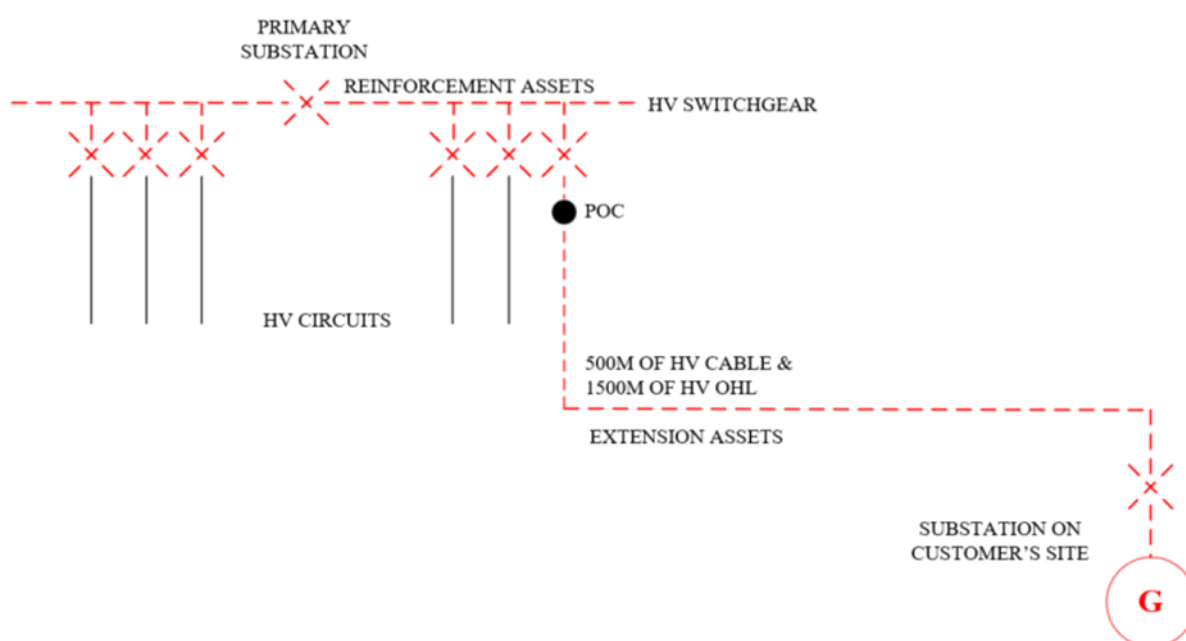 PRIMARY
SUBSTATION
REINFORCEMENT ASSETS
HV SWITCHGEAR
POC
HV CIRCUITS
500M OF HV CABLE &
1500M OF HV OHL
EXTENSION ASSETS
SUBSTATION ON
CUSTOMER’S SITE
G